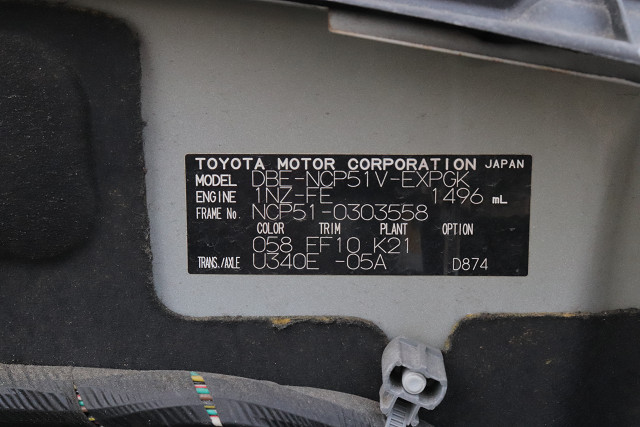 TOYOTA MOTOR CORPORATION JAPAN
MODEL DBE-NCP51V-EXPGK
ENGINE 1NZ-FE 1496 mL
FRAME No. NCP51-0303558
COLOR TRIM PLANT OPTION
058 FF10 K21
TRANS./AXLE U340E -05A D874